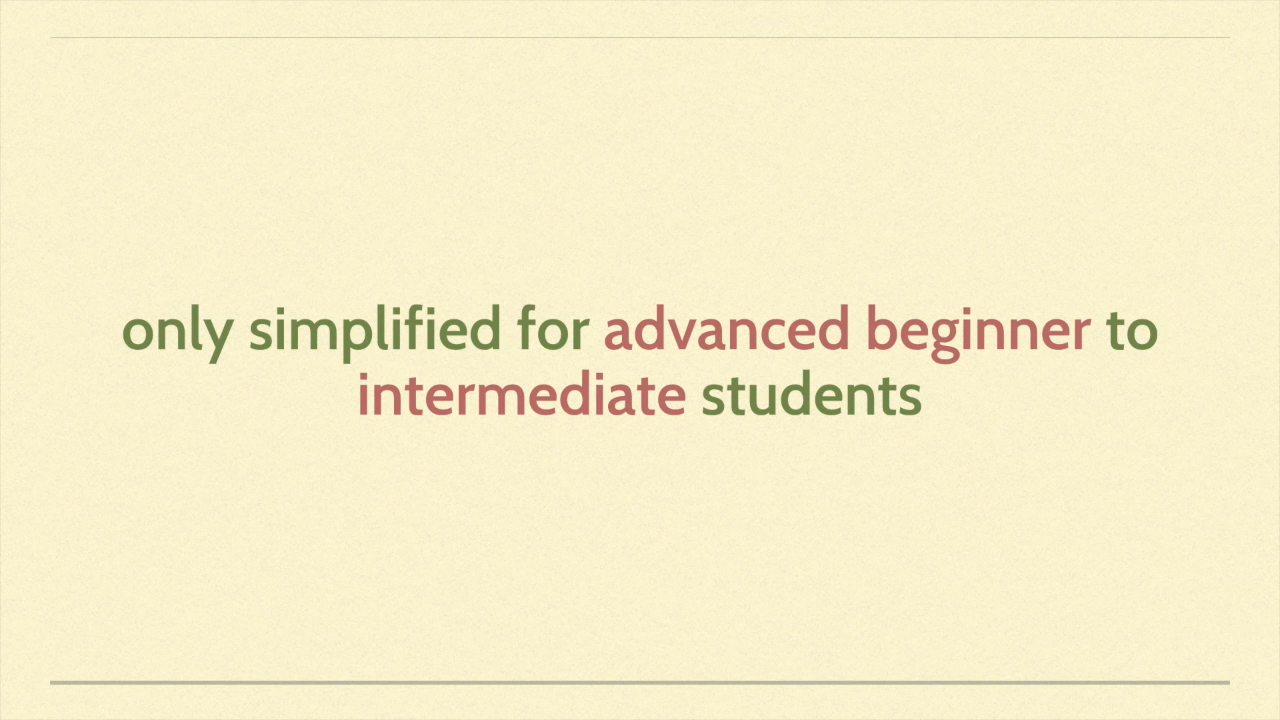 only simplified for advanced beginner to
intermediate students